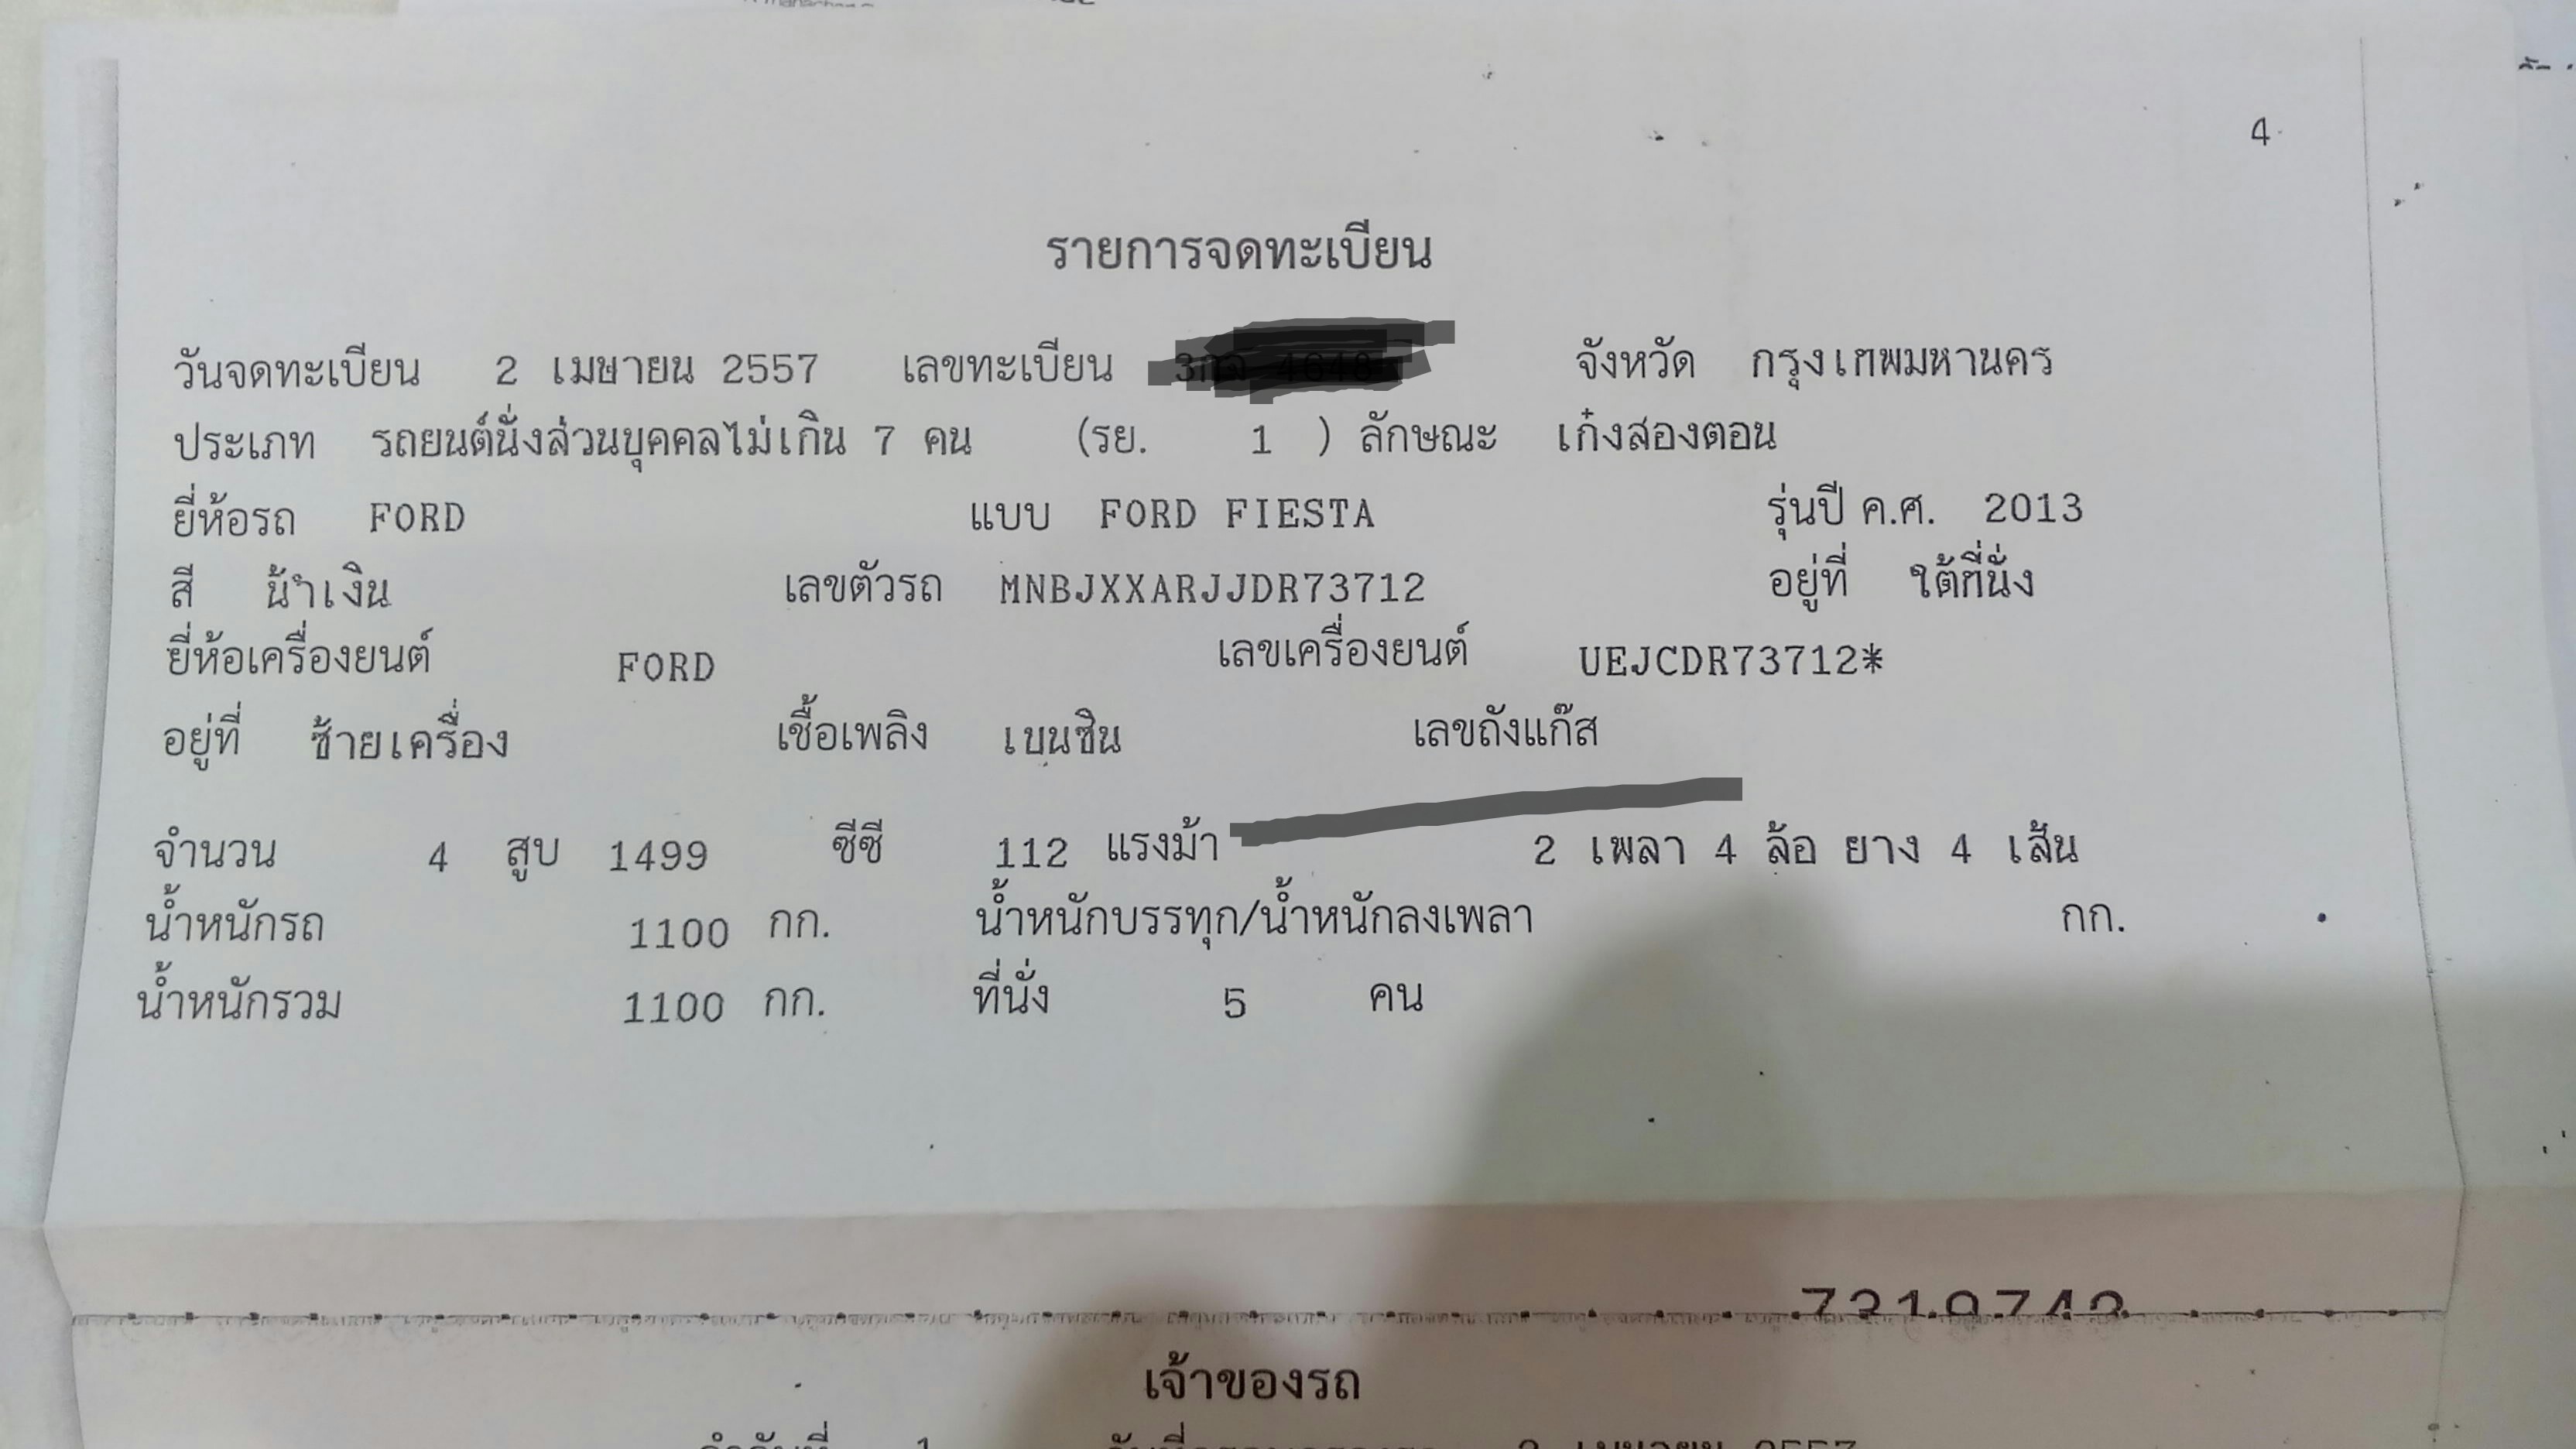 4
รายการจดทะเบียน
วันจดทะเบียน 2 เมษายน 2557 เลขทะเบียน จังหวัด กรุงเทพมหานคร
ประเภท รถยนต์นั่งส่วนบุคคลไม่เกิน 7 คน (รย. 1 ) ลักษณะ เก๋งสองตอน
ยี่ห้อรถ FORD แบบ FORD FIESTA รุ่นปี ค.ศ. 2013
สี น้ำเงิน เลขตัวรถ MNBJXXARJJDR73712 อยู่ที่ ใต้ที่นั่ง
ยี่ห้อเครื่องยนต์ FORD เลขเครื่องยนต์ UEJCDR73712*
อยู่ที่ ซ้ายเครื่อง เชื้อเพลิง เบนซิน เลขถังแก๊ส
จำนวน 4 สูบ 1499 ซีซี 112 แรงม้า 2 เพลา 4 ล้อ ยาง 4 เส้น
น้ำหนักรถ 1100 กก. น้ำหนักบรรทุก/น้ำหนักลงเพลา กก.
น้ำหนักรวม 1100 กก. ที่นั่ง 5 คน
เจ้าของรถ